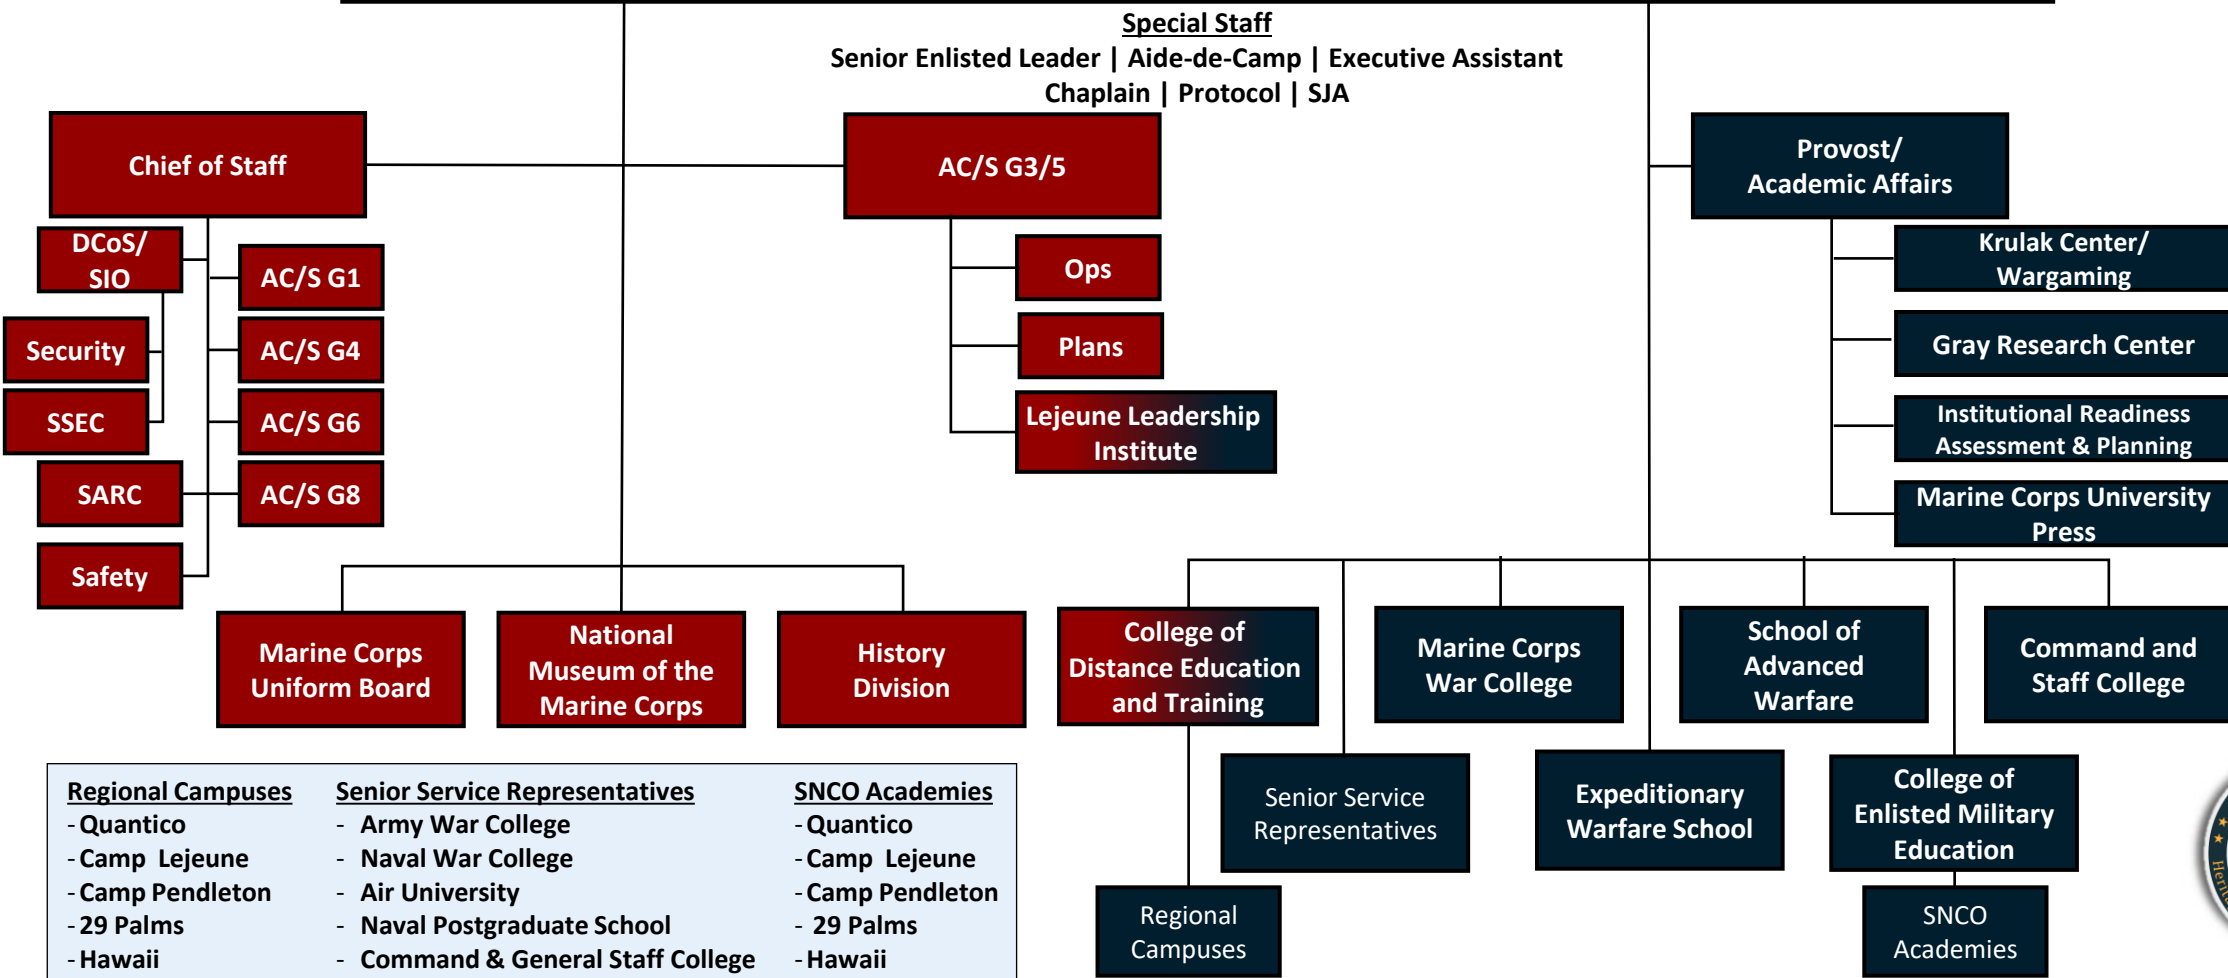 Special Staff
Senior Enlisted Leader | Aide-de-Camp | Executive Assistant
Chaplain | Protocol | SJA
Chief of Staff
AC/S G3/5
Provost/
Academic Affairs
DCoS/
SIO
Security
SSEC
SARC
Safety
AC/S G1
AC/S G4
AC/S G6
AC/S G8
Ops
Plans
Lejeune Leadership
Institute
Krulak Center/
Wargaming
Gray Research Center
Institutional Readiness
Assessment & Planning
Marine Corps University
Press
Marine Corps
Uniform Board
National
Museum of the
Marine Corps
History
Division
College of
Distance Education
and Training
Marine Corps
War College
School of
Advanced
Warfare
Command and
Staff College
Senior Service
Representatives
Expeditionary
Warfare School
College of
Enlisted Military
Education
Regional
Campuses
SNCO
Academies
Regional Campuses
- Quantico
- Camp Lejeune
- Camp Pendleton
- 29 Palms
- Hawaii
Senior Service Representatives
- Army War College
- Naval War College
- Air University
- Naval Postgraduate School
- Command & General Staff College
SNCO Academies
- Quantico
- Camp Lejeune
- Camp Pendleton
- 29 Palms
- Hawaii